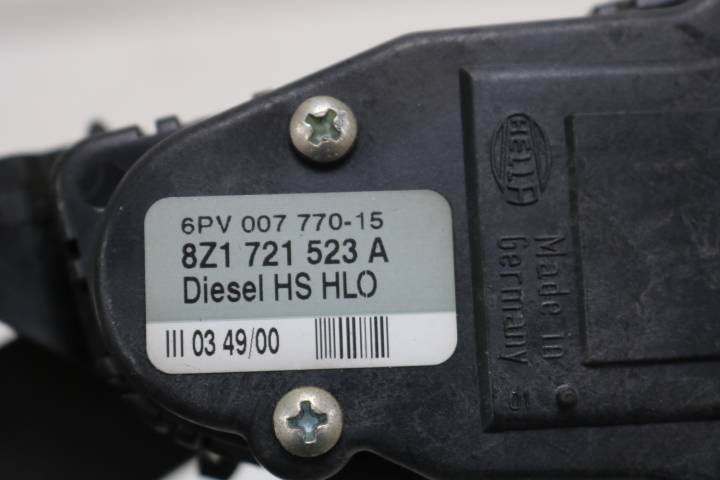 6PV 007 770-15
8Z1 721 523 A
Diesel HS HLO
III 03 49/00
HELLA
Made in
Germany